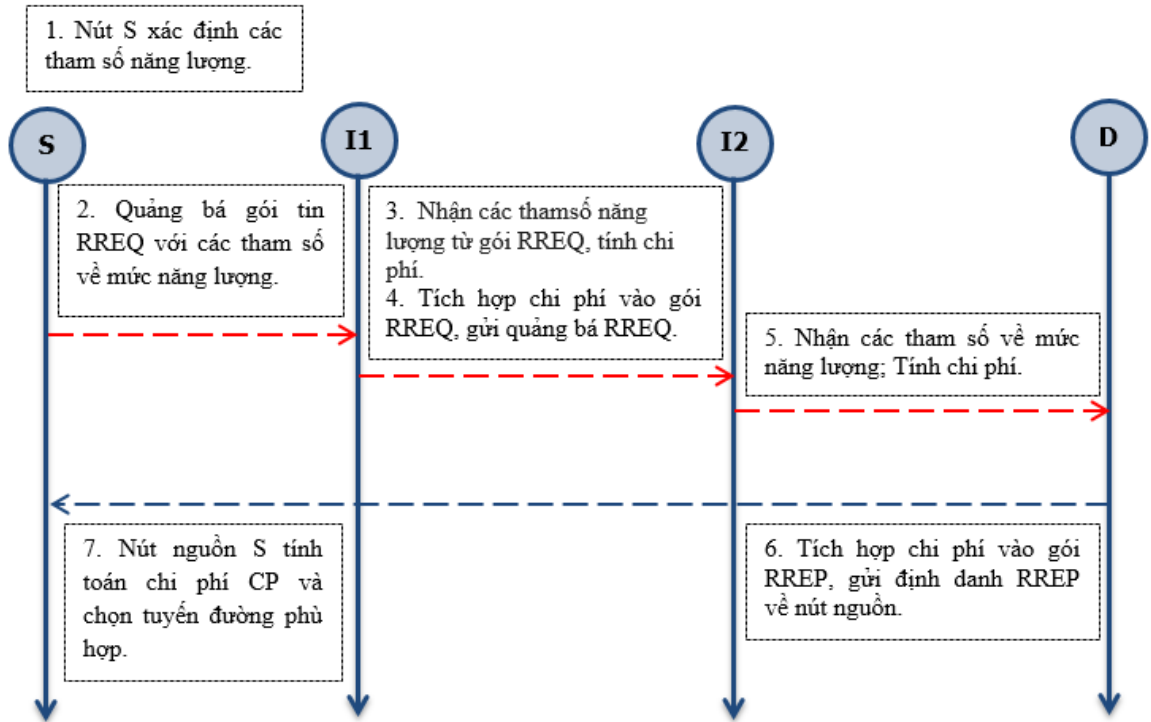 1. Nút S xác định các
tham số năng lượng.
S
I1
I2
D
2. Quảng bá gói tin
RREQ với các tham số
về mức năng lượng.
3. Nhận các thamsố năng
lượng từ gói RREQ, tính chi
phí.
4. Tích hợp chi phí vào gói
RREQ, gửi quảng bá RREQ.
5. Nhận các tham số về mức
năng lượng; Tính chi phí.
7. Nút nguồn S tính
toán chi phí CP và
chọn tuyến đường phù
hợp.
6. Tích hợp chi phí vào gói
RREP, gửi định danh RREP
về nút nguồn.